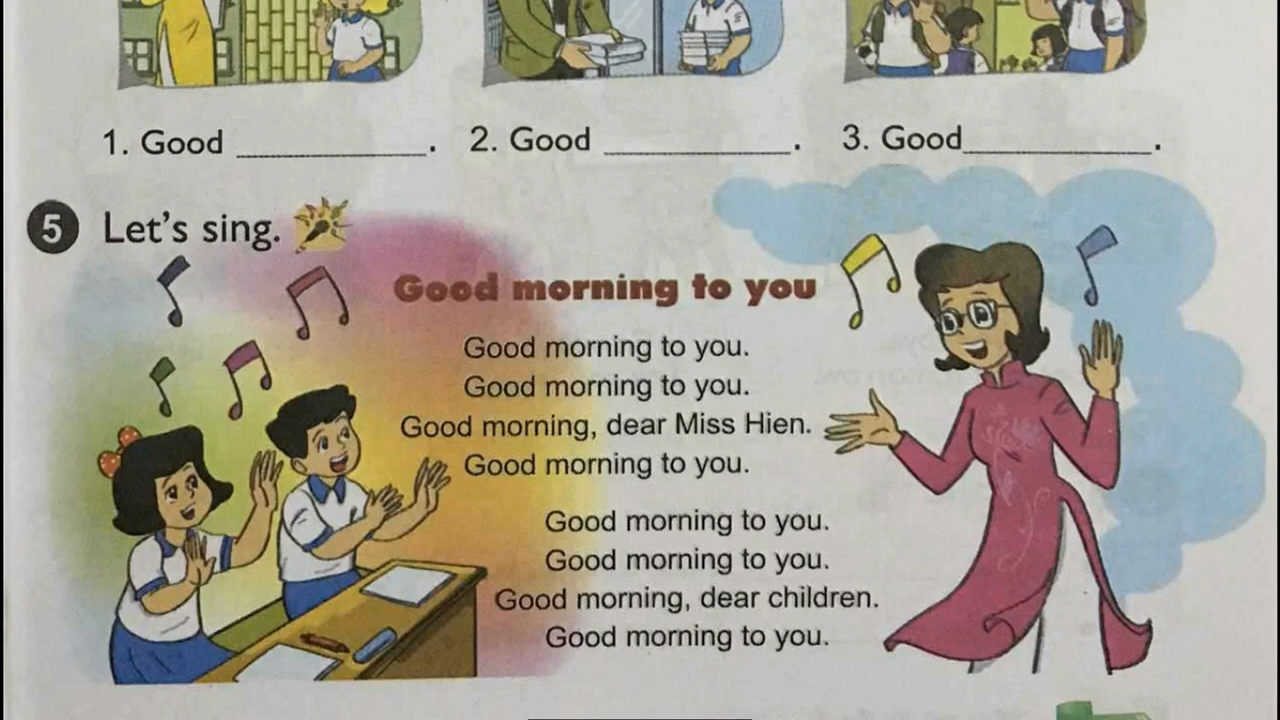 1. Good ____________. 2. Good ____________. 3. Good____________.
5 Let's sing.
Good morning to you
Good morning to you.
Good morning to you.
Good morning, dear Miss Hien.
Good morning to you.
Good morning to you.
Good morning to you.
Good morning, dear children.
Good morning to you.